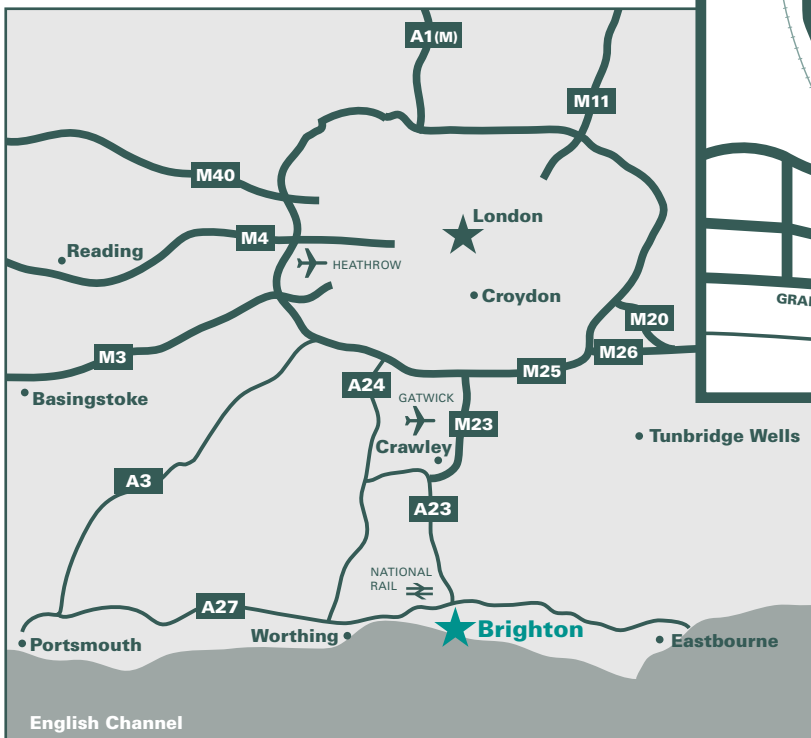 A1(M)
M11
M40
London
M4
Reading
HEATHROW
Croydon
M20
M3
M26
M25
A24
Basingstoke
GATWICK
M23
Tunbridge Wells
Crawley
A3
A23
NATIONAL
RAIL
A27
Brighton
Worthing
Portsmouth
Eastbourne
English Channel